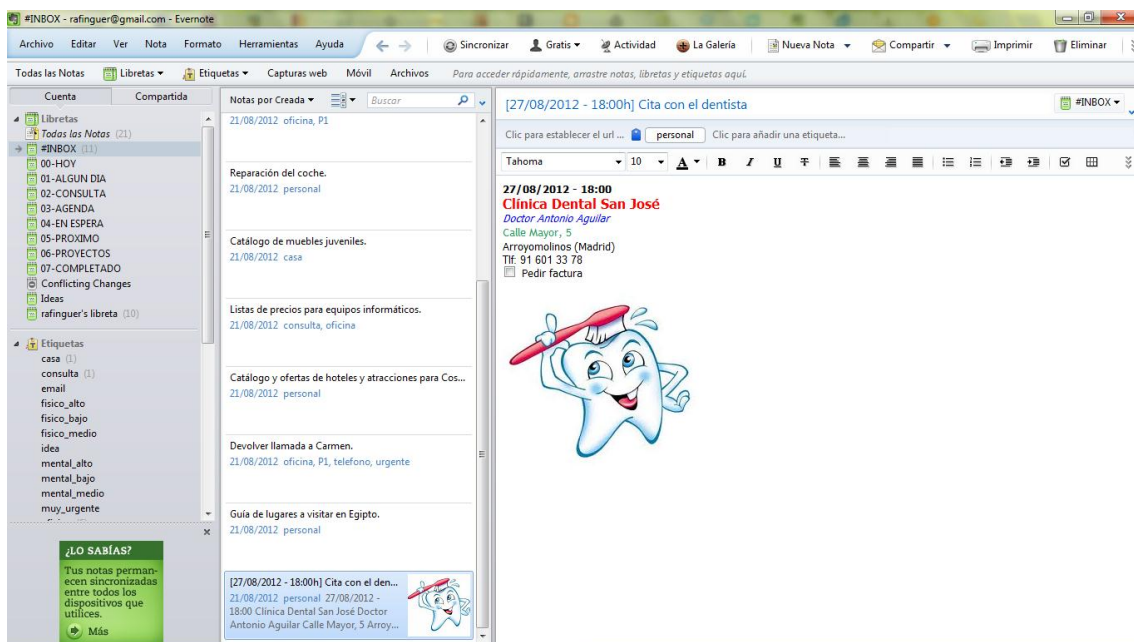 #INBOX - rafinguer@gmail.com - Evernote
Archivo Editar Ver Nota Formato Herramientas Ayuda Sincronizar Gratis Actividad La Galería Nueva Nota Compartir Imprimir Eliminar
Todas las Notas Libretas Etiquetas Capturas web Móvil Archivos Para acceder rápidamente, arrastre notas, libretas y etiquetas aquí.
Cuenta Compartida
Libretas
Todas las Notas (21)
#INBOX (11)
00-HOY
01-ALGUN DIA
02-CONSULTA
03-AGENDA
04-EN ESPERA
05-PROXIMO
06-PROYECTOS
07-COMPLETADO
Conflicting Changes
Ideas
rafinguer's libreta (10)
Etiquetas
casa (1)
consulta (1)
email
fisico_alto
fisico_bajo
fisico_medio
idea
mental_alto
mental_bajo
mental_medio
muy_urgente
¿LO SABÍAS?
Tus notas perman-
ecen sincronizadas
entre todos los
dispositivos que
utilices.
Más
Notas por Creada Buscar
21/08/2012 oficina, P1
Reparación del coche.
21/08/2012 personal
Catálogo de muebles juveniles.
21/08/2012 casa
Listas de precios para equipos informáticos.
21/08/2012 consulta, oficina
Catálogo y ofertas de hoteles y atracciones para Cos...
21/08/2012 personal
Devolver llamada a Carmen.
21/08/2012 oficina, P1, telefono, urgente
Guía de lugares a visitar en Egipto.
21/08/2012 personal
[27/08/2012 - 18:00h] Cita con el den...
21/08/2012 personal 27/08/2012 -
18:00 Clínica Dental San José Doctor
Antonio Aguilar Calle Mayor, 5 Arroy...
[27/08/2012 - 18:00h] Cita con el dentista #INBOX
Clic para establecer el url ... personal Clic para añadir una etiqueta...
Tahoma 10 A B I U T
27/08/2012 - 18:00
Clínica Dental San José
Doctor Antonio Aguilar
Calle Mayor, 5
Arroyomolinos (Madrid)
Tlf: 91 601 33 78
Pedir factura